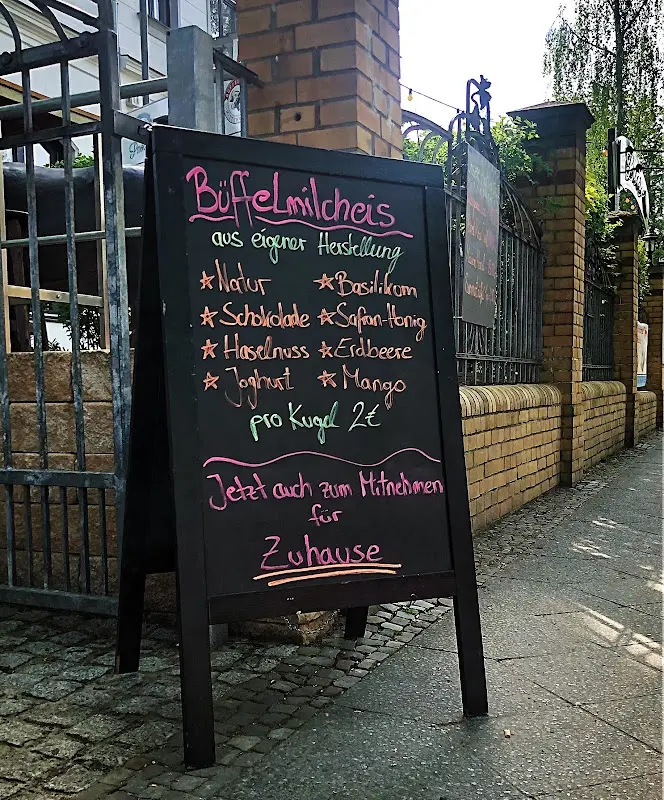 Büffelmilcheis
aus eigener Herstellung
Natur
Basilikum
Schokolade
Safran-Honig
Haselnuss
Erdbeere
Joghurt
Mango
pro Kugel 2€
Jetzt auch zum Mitnehmen
für
Zuhause